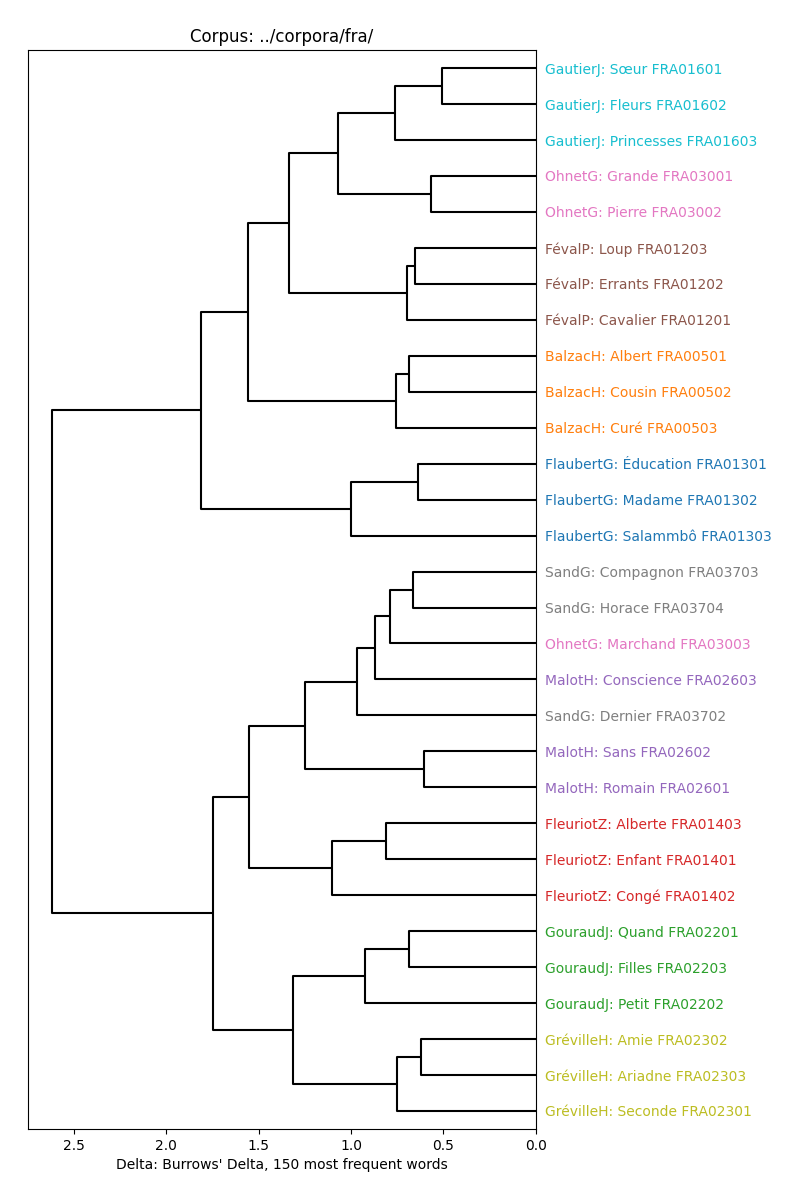 Corpus: ../corpora/fra/
GautierJ: Sœur FRA01601
GautierJ: Fleurs FRA01602
GautierJ: Princesses FRA01603
OhnetG: Grande FRA03001
OhnetG: Pierre FRA03002
FévalP: Loup FRA01203
FévalP: Errants FRA01202
FévalP: Cavalier FRA01201
BalzacH: Albert FRA00501
BalzacH: Cousin FRA00502
BalzacH: Curé FRA00503
FlaubertG: Éducation FRA01301
FlaubertG: Madame FRA01302
FlaubertG: Salammbô FRA01303
SandG: Compagnon FRA03703
SandG: Horace FRA03704
OhnetG: Marchand FRA03003
MalotH: Conscience FRA02603
SandG: Dernier FRA03702
MalotH: Sans FRA02602
MalotH: Romain FRA02601
FleuriotZ: Alberte FRA01403
FleuriotZ: Enfant FRA01401
FleuriotZ: Congé FRA01402
GouraudJ: Quand FRA02201
GouraudJ: Filles FRA02203
GouraudJ: Petit FRA02202
GrévilleH: Amie FRA02302
GrévilleH: Ariadne FRA02303
GrévilleH: Seconde FRA02301
2.5 2.0 1.5 1.0 0.5 0.0
Delta: Burrows' Delta, 150 most frequent words